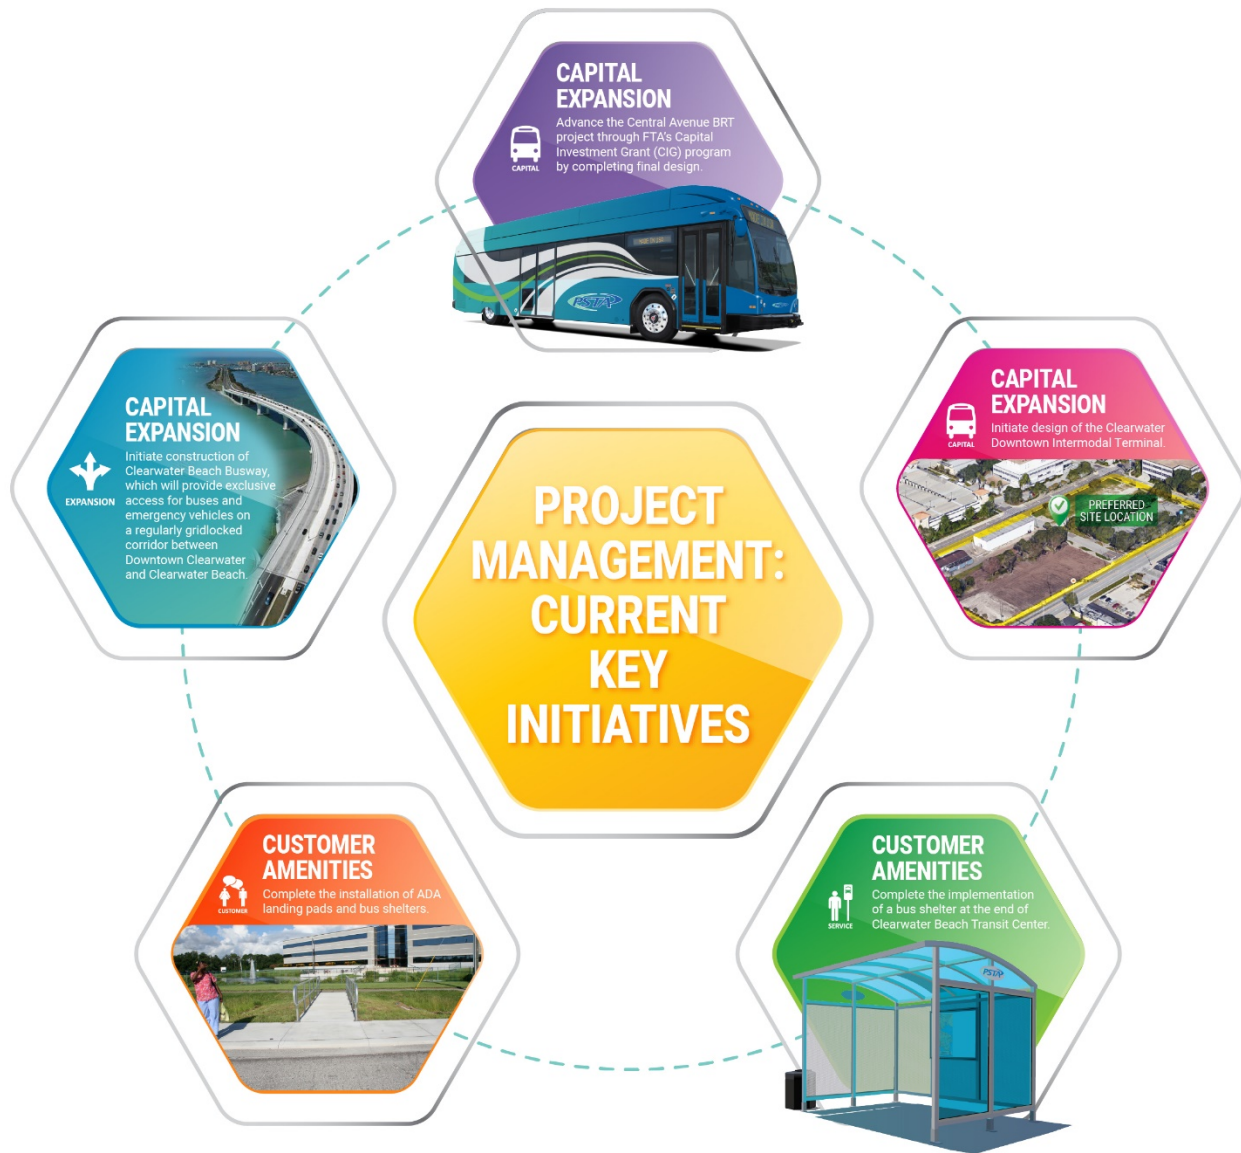 CAPITAL
EXPANSION
Advance the Central Avenue BRT
project through FTA's Capital
Investment Grant (CIG) program
by completing final design.
CAPITAL
PSTA
CAPITAL
EXPANSION
Initiate construction of
Clearwater Beach Busway,
which will provide exclusive
access for buses and
emergency vehicles on
a regularly gridlocked
corridor between
Downtown Clearwater
and Clearwater Beach.
EXPANSION
CAPITAL
EXPANSION
Initiate design of the Clearwater
Downtown Intermodal Terminal.
CAPITAL
PREFERRED
SITE LOCATION
PROJECT
MANAGEMENT:
CURRENT
KEY
INITIATIVES
CUSTOMER
AMENITIES
Complete the installation of ADA
landing pads and bus shelters.
CUSTOMER
CUSTOMER
AMENITIES
Complete the implementation
of a bus shelter at the end of
Clearwater Beach Transit Center.
SERVICE
PSTA